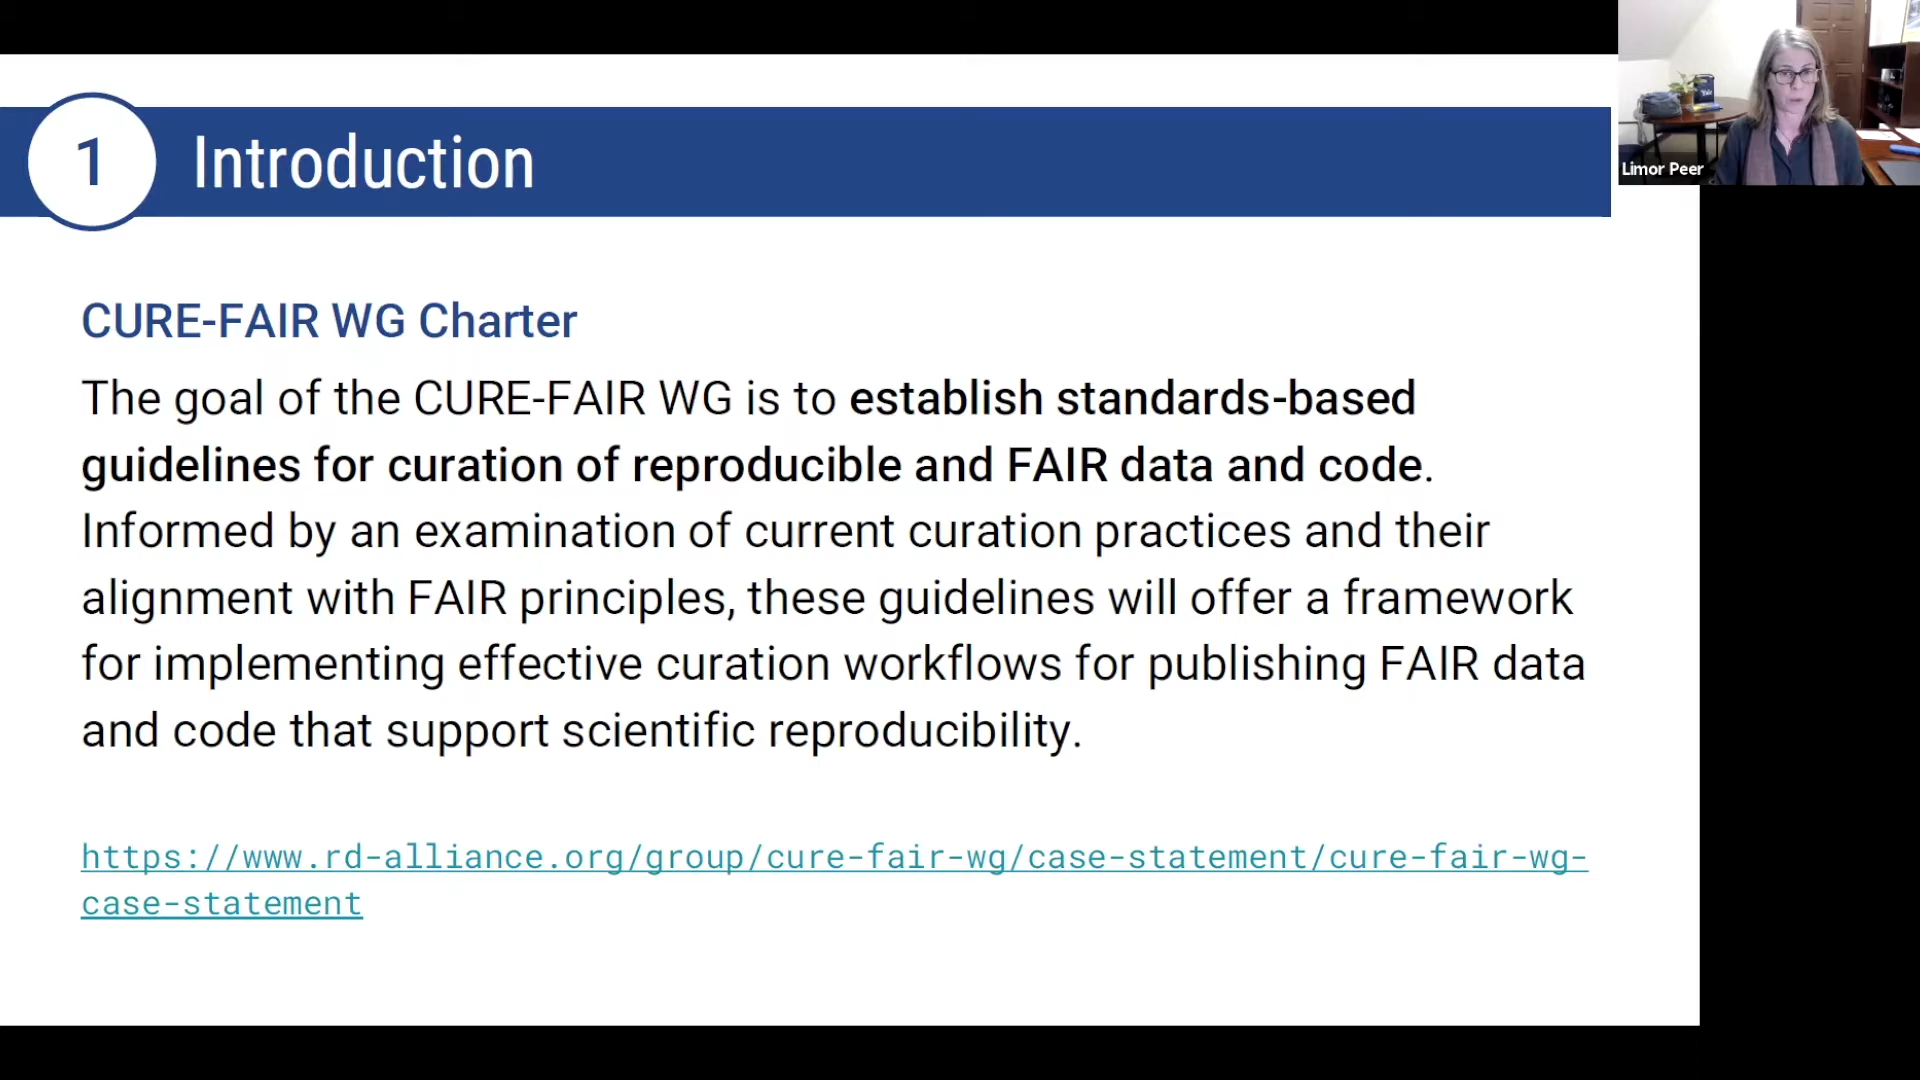 1 Introduction
Limor Peer
CURE-FAIR WG Charter
The goal of the CURE-FAIR WG is to establish standards-based
guidelines for curation of reproducible and FAIR data and code.
Informed by an examination of current curation practices and their
alignment with FAIR principles, these guidelines will offer a framework
for implementing effective curation workflows for publishing FAIR data
and code that support scientific reproducibility.
https://www.rd-alliance.org/group/cure-fair-wg/case-statement/cure-fair-wg-
case-statement